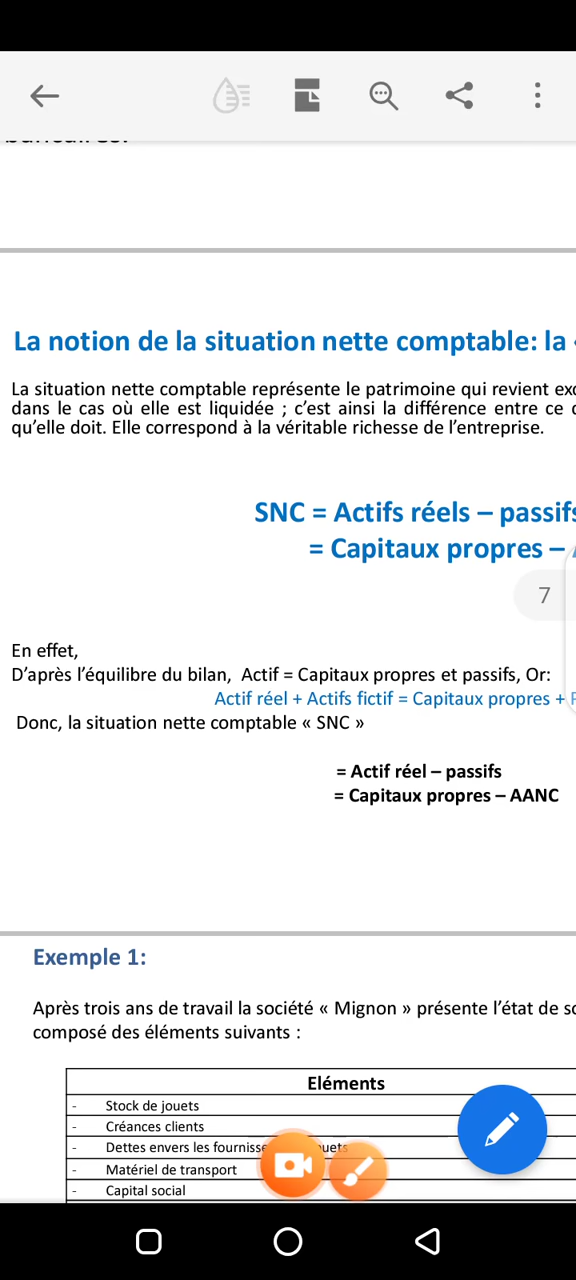 La notion de la situation nette comptable: la
La situation nette comptable représente le patrimoine qui revient
dans le cas où elle est liquidée ; c'est ainsi la différence entre ce
qu'elle doit. Elle correspond à la véritable richesse de l'entreprise.
SNC = Actifs réels – passifs
= Capitaux propres –
7
En effet,
D'après l'équilibre du bilan, Actif = Capitaux propres et passifs, Or:
Actif réel + Actifs fictif = Capitaux propres +
Donc, la situation nette comptable « SNC »
= Actif réel – passifs
= Capitaux propres – AANC
Exemple 1:
Après trois ans de travail la société « Mignon » présente l'état de
composé des éléments suivants :
Eléments
- Stock de jouets
- Créances clients
- Dettes envers les
- Matériel de transport
- Capital social